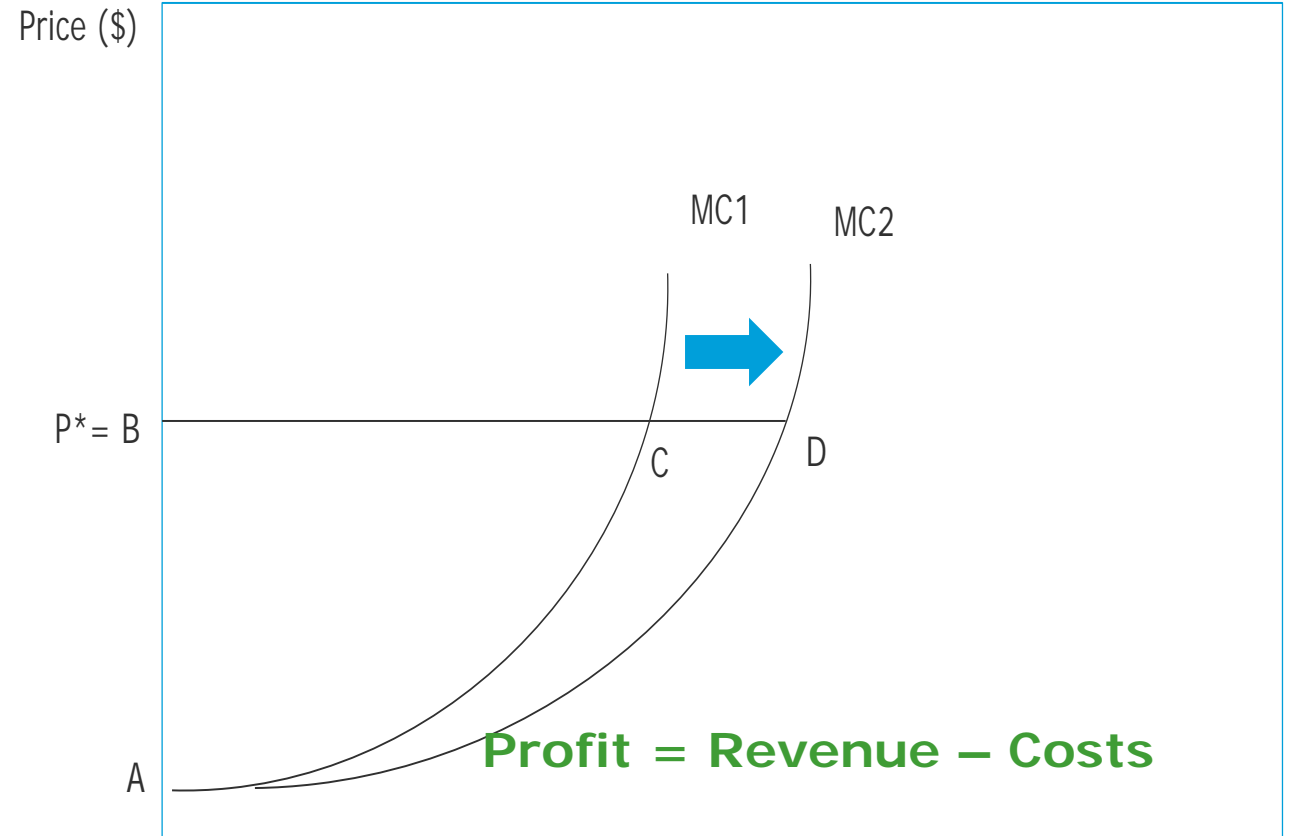 Price ($)
MC1
MC2
P*= B
C
D
Profit = Revenue – Costs
A